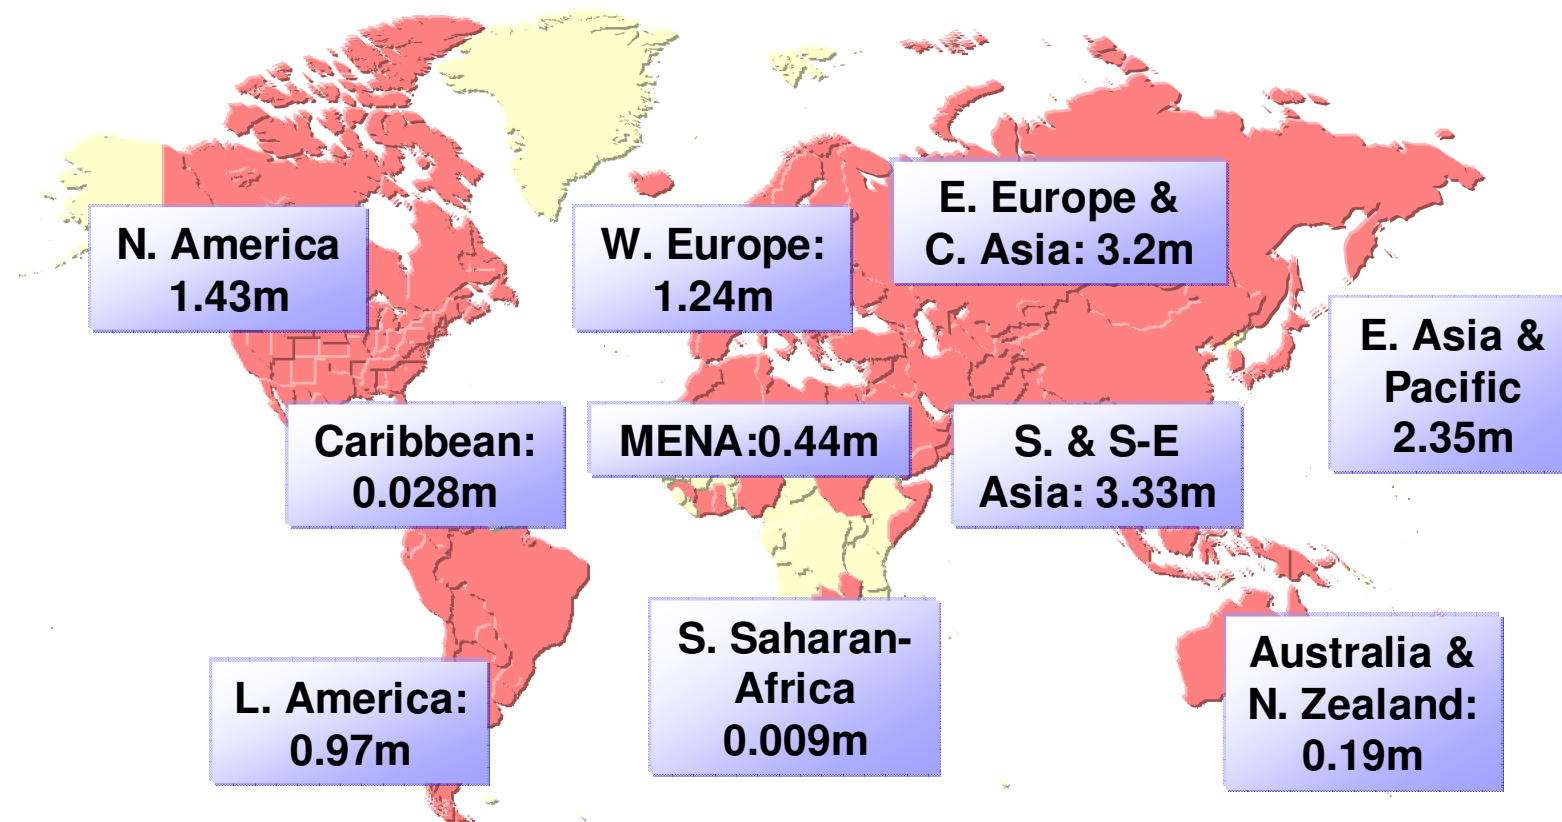 N. America
1.43m
W. Europe:
1.24m
E. Europe &
C. Asia: 3.2m
E. Asia &
Pacific
2.35m
Caribbean:
0.028m
MENA:0.44m
S. & S-E
Asia: 3.33m
L. America:
0.97m
S. Saharan-
Africa
0.009m
Australia &
N. Zealand:
0.19m